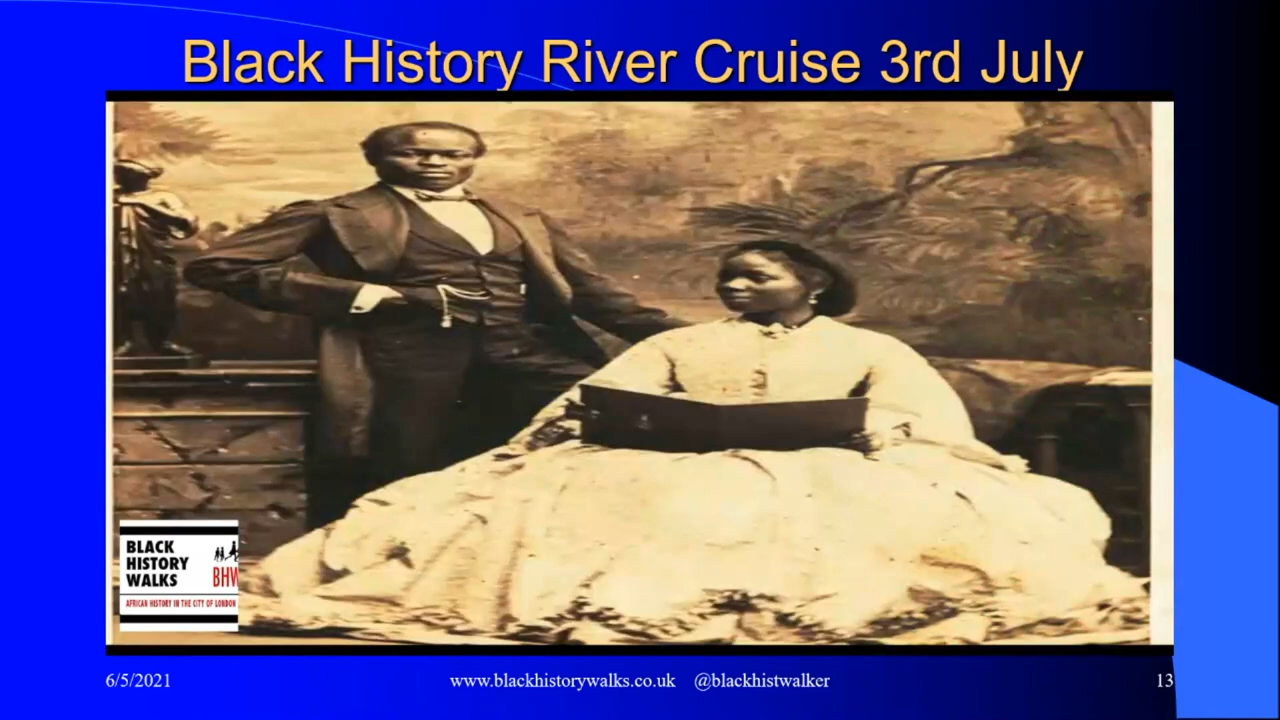 Black History River Cruise 3rd July
BLACK
HISTORY
WALKS
BHW
AFRICAN HISTORY IN THE CITY OF LONDON
6/5/2021
www.blackhistorywalks.co.uk @blackhistwalker
13